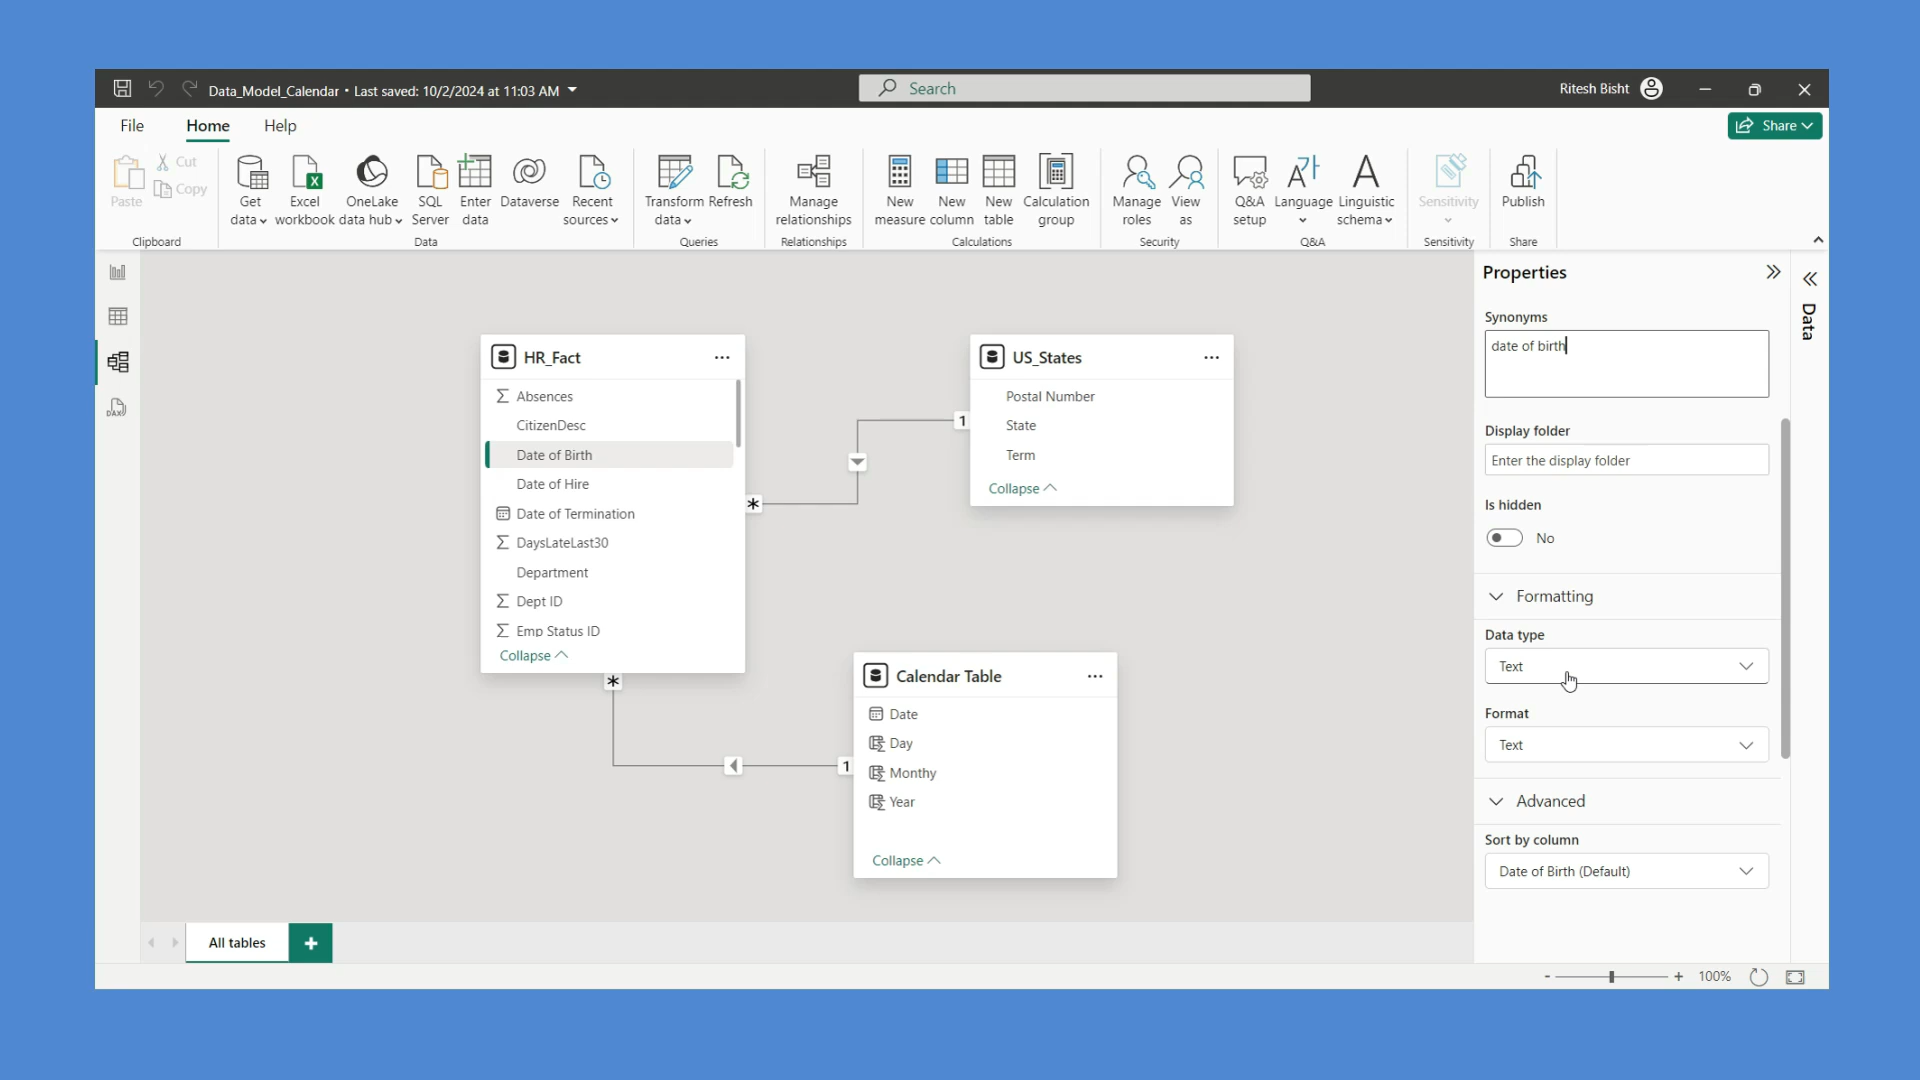 Data_Model_Calendar • Last saved: 10/2/2024 at 11:03 AM
Search
Ritesh Bisht
File
Home
Help
Share
Paste
Cut
Copy
Get data
Excel workbook
OneLake data hub
SQL Server
Enter data
Dataverse
Recent sources
Transform data
Refresh
Manage relationships
New measure
New column
New table
Calculation group
Manage roles
View as
Q&A setup
Language
Linguistic schema
Sensitivity
Publish
Clipboard
Data
Queries
Relationships
Calculations
Security
Q&A
Sensitivity
Share
HR_Fact
Absences
CitizenDesc
Date of Birth
Date of Hire
Date of Termination
DaysLateLast30
Department
Dept ID
Emp Status ID
Collapse
*
*
1
1
US_States
Postal Number
State
Term
Collapse
Calendar Table
Date
Day
Monthy
Year
Collapse
Properties
Synonyms
date of birth
Display folder
Enter the display folder
Is hidden
No
Formatting
Data type
Text
Format
Text
Advanced
Sort by column
Date of Birth (Default)
Data
DAX
All tables
+
- + 100%